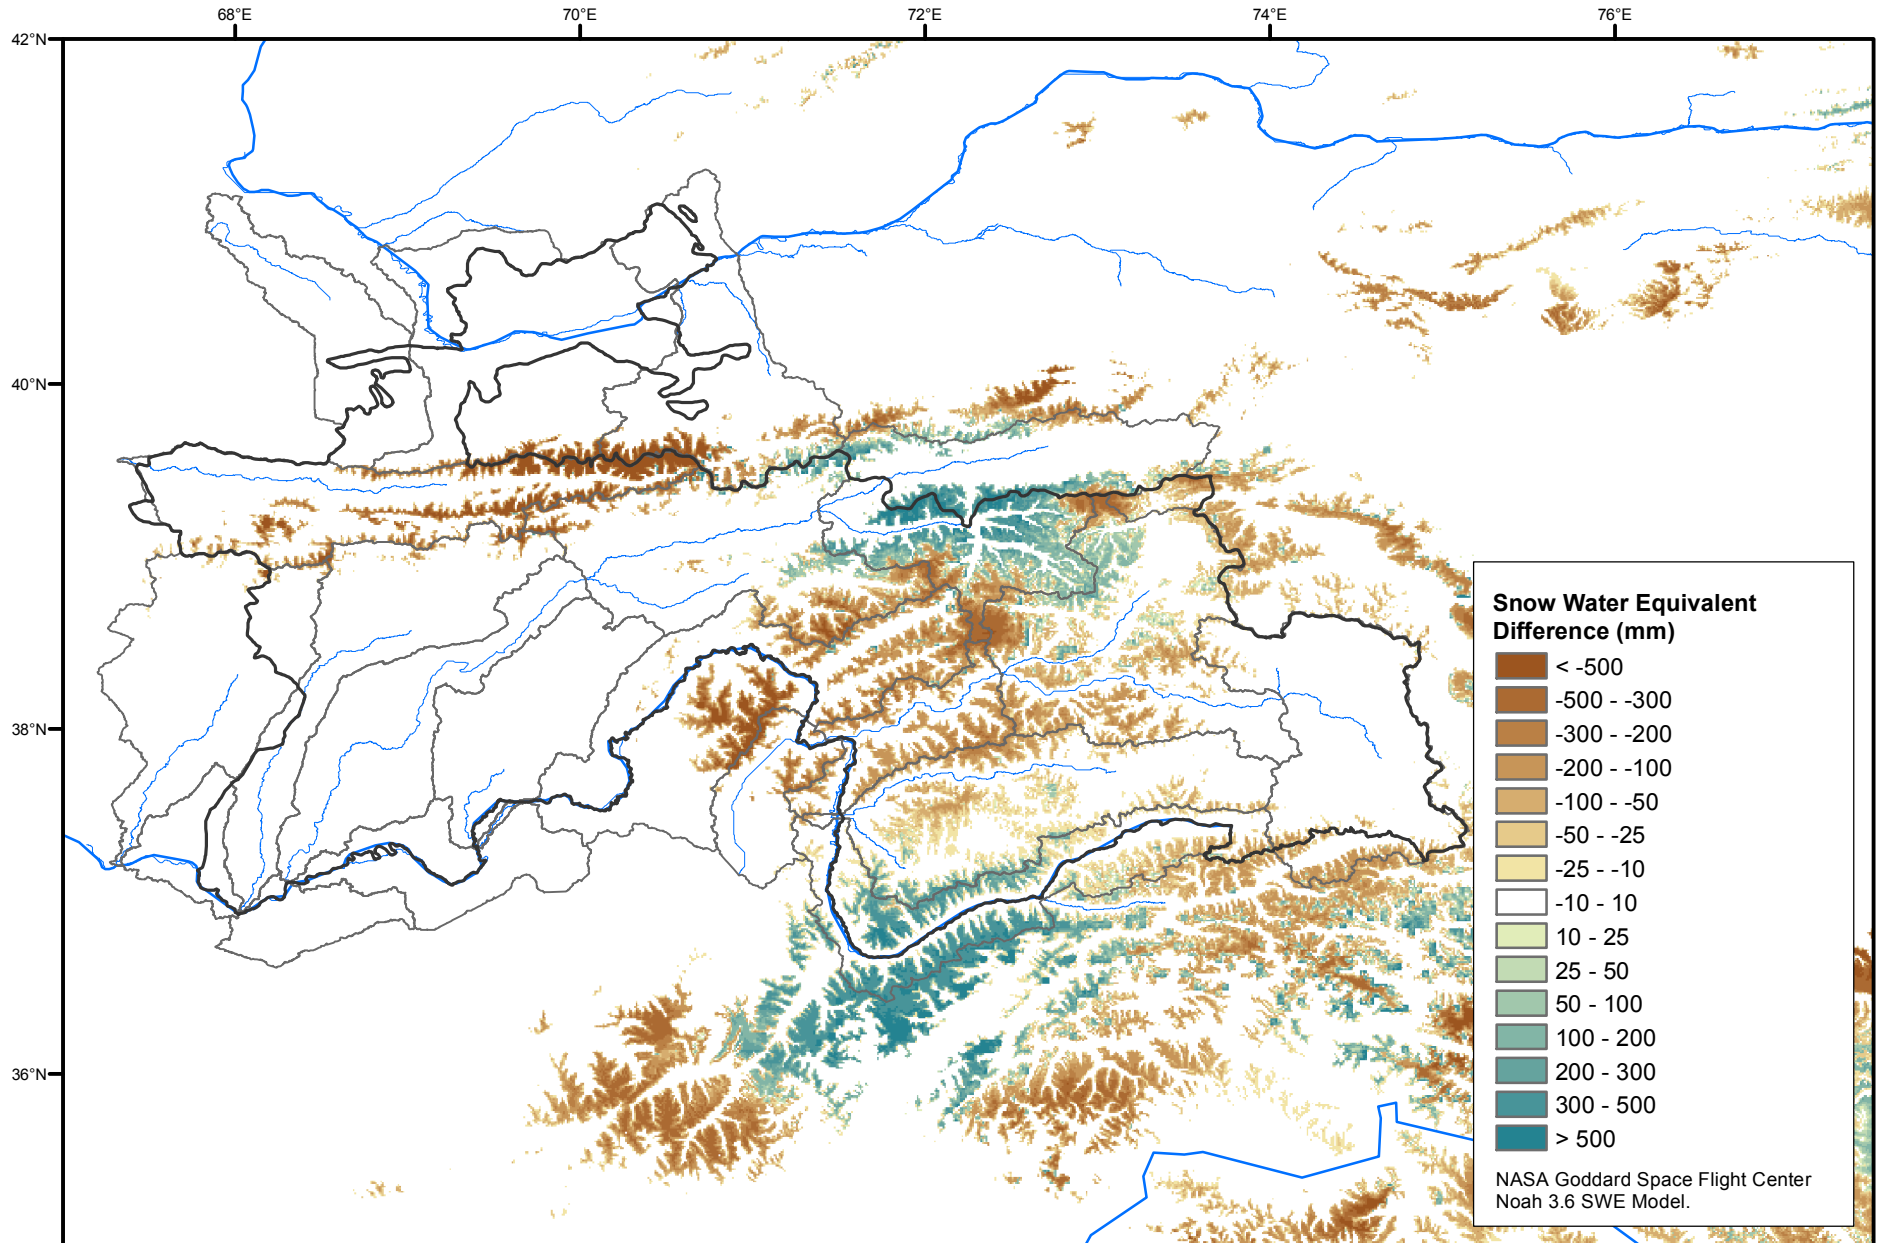 68°E 70°E 72°E 74°E 76°E
42°N
40°N
38°N
36°N
Snow Water Equivalent
Difference (mm)
< -500
-500 - -300
-300 - -200
-200 - -100
-100 - -50
-50 - -25
-25 - -10
-10 - 10
10 - 25
25 - 50
50 - 100
100 - 200
200 - 300
300 - 500
> 500
NASA Goddard Space Flight Center
Noah 3.6 SWE Model.